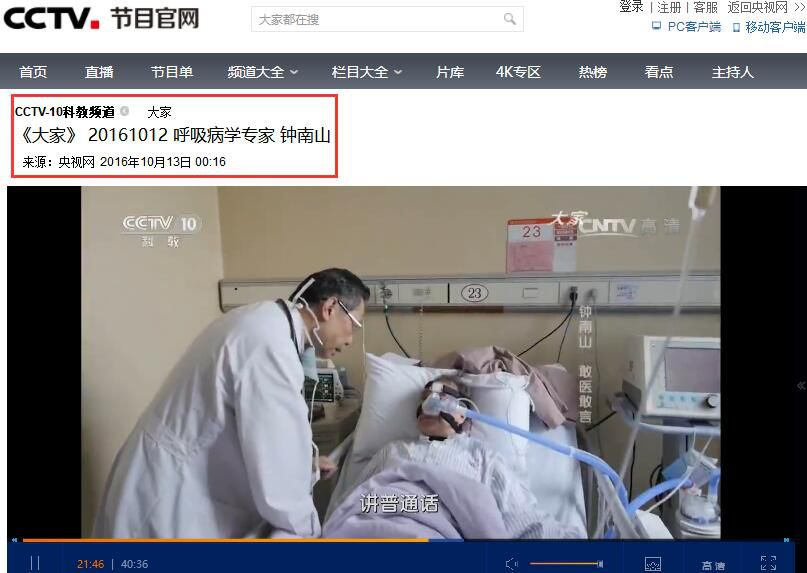 CCTV. 节目官网
大家都在搜
登录 | 注册 | 客服 返回央视网 >>
PC客户端 移动客户端
首页 直播 节目单 频道大全 栏目大全 片库 4K专区 热榜 看点 主持人
CCTV-10科教频道 大家
《大家》 20161012 呼吸病学专家 钟南山
来源：央视网 2016年10月13日 00:16
CCTV 10
科教
大家
CNTV 高清
23
23
钟南山 敢医敢言
讲普通话
21:46 | 40:36
高清